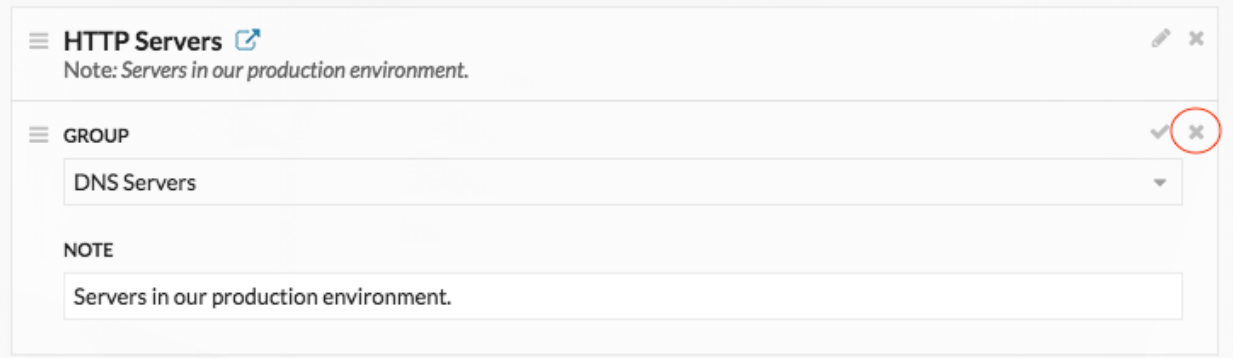 HTTP Servers
Note: Servers in our production environment.
GROUP
DNS Servers
NOTE
Servers in our production environment.